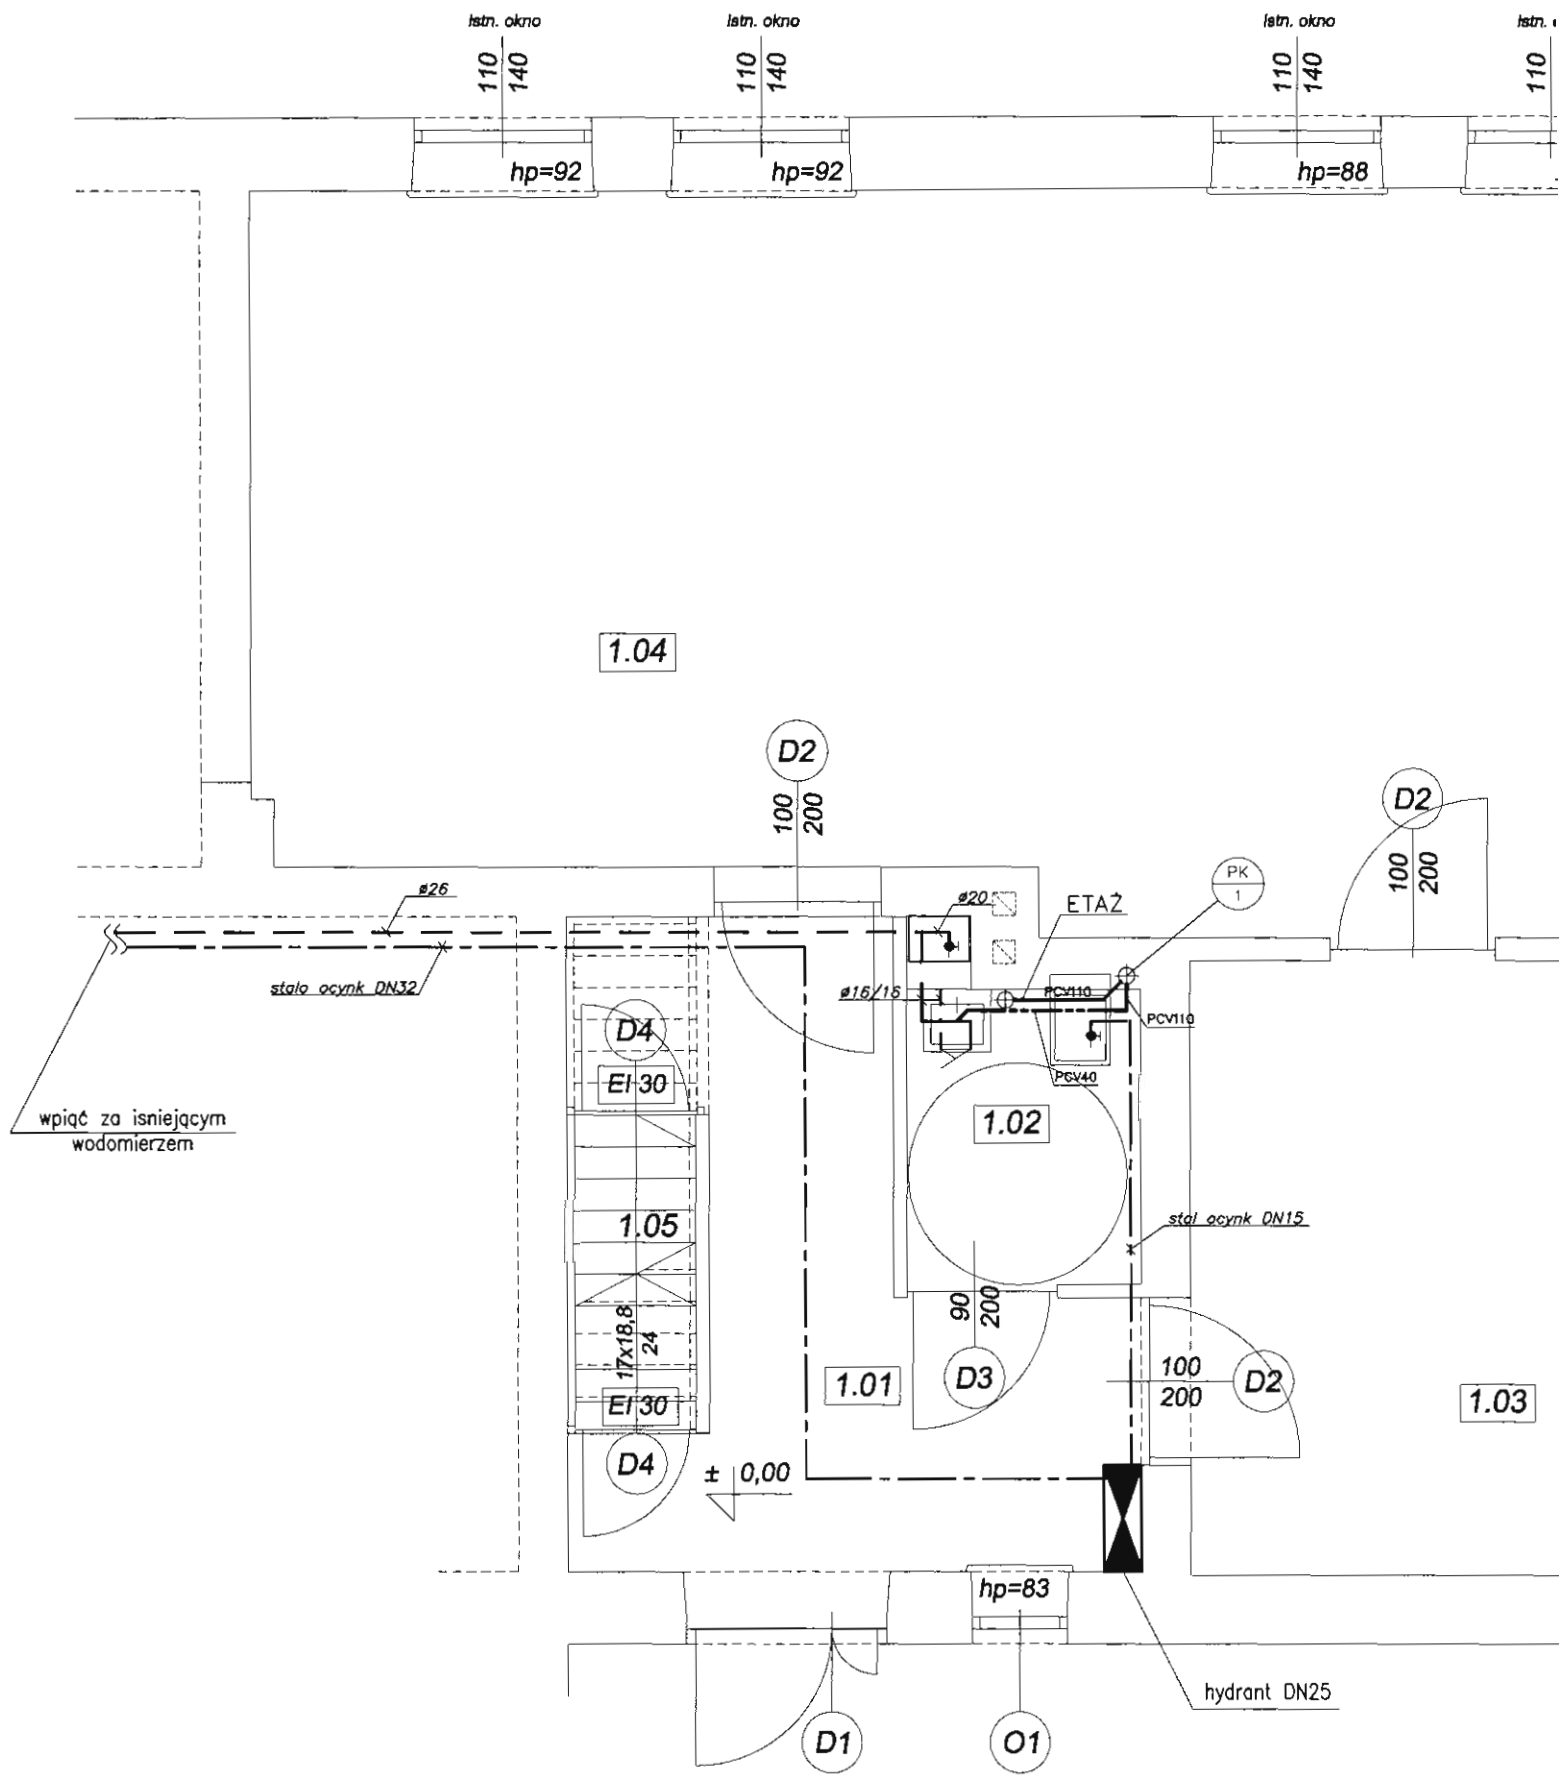 Istn. okno
Istn. okno
Istn. okno
Istn.
110
140
110
140
110
140
110
hp=92
hp=92
hp=88
1.04
D2
100
200
D2
100
200
PK
1
ø26
ø20
ETAŻ
stalo ocynk DN32
ø16/16
PCV110
PCV110
D4
EI 30
PCV40
wpiąć za isniejącym
wodomierzem
1.02
1.05
stal ocynk DN15
90
200
17x18,8
24
100
200
D2
D3
1.01
1.03
EI 30
D4
± 0,00
hp=83
hydrant DN25
D1
O1